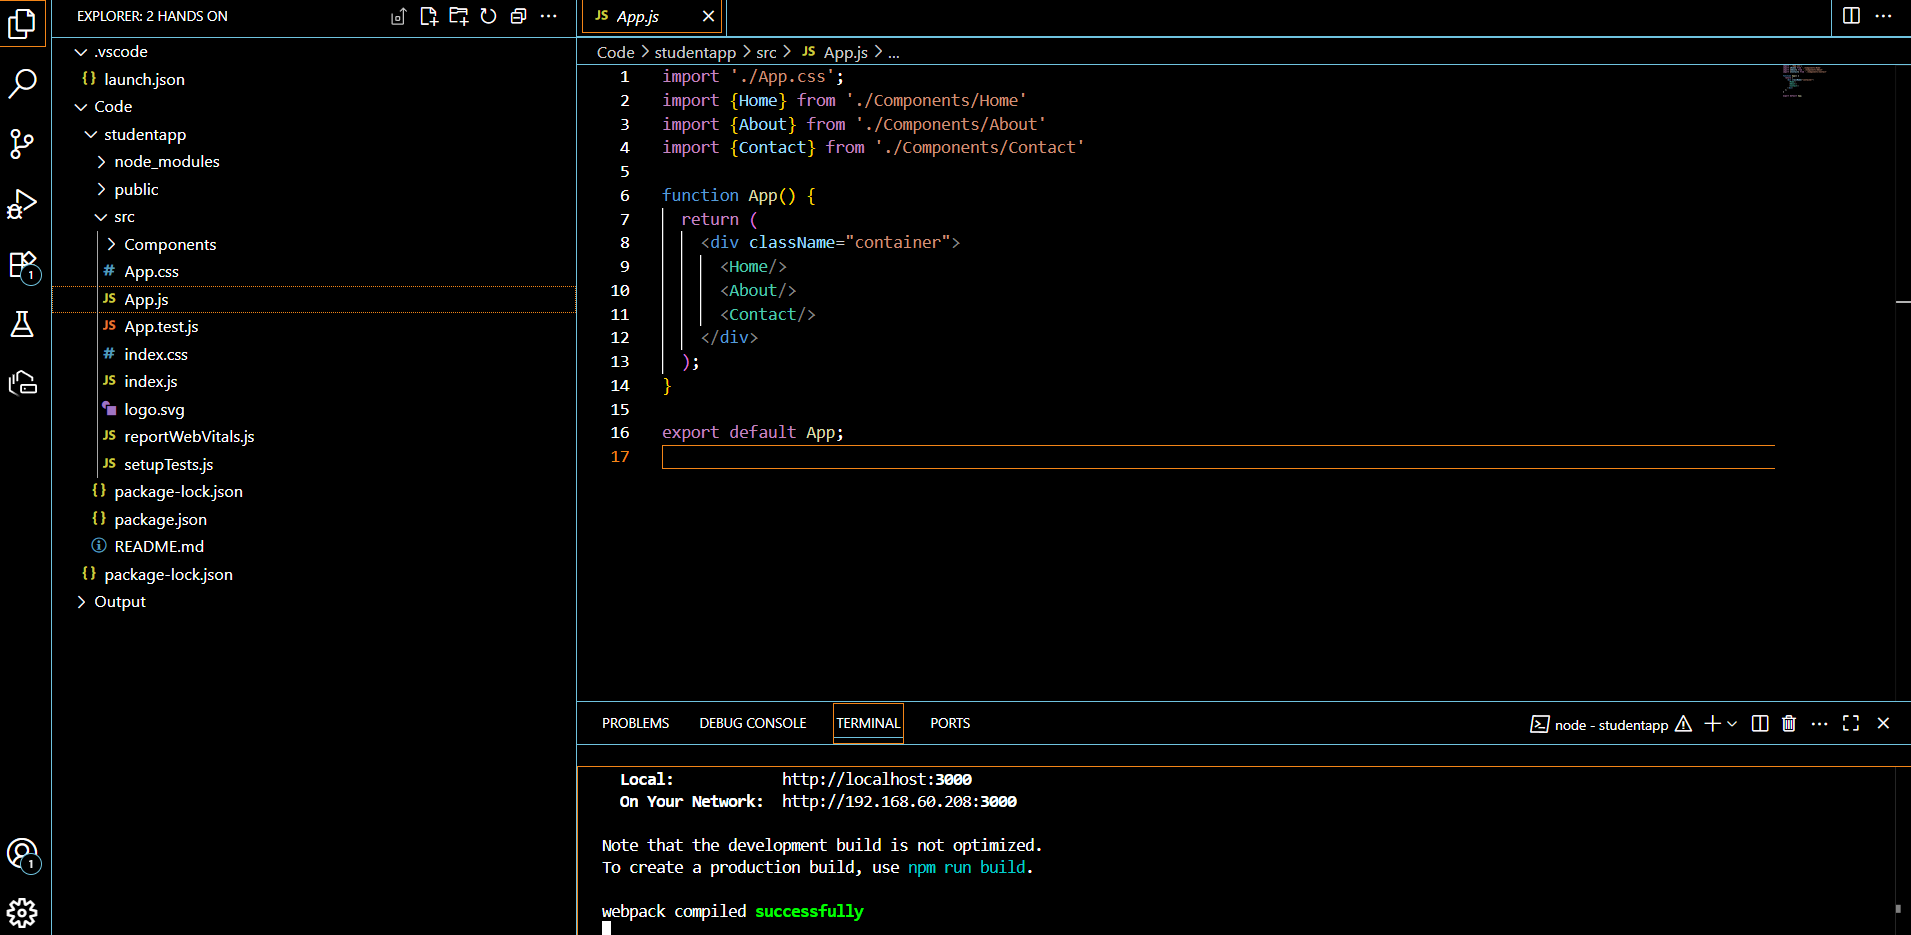 EXPLORER: 2 HANDS ON
.vscode
{} launch.json
Code
studentapp
node_modules
public
src
Components
# App.css
JS App.js
JS App.test.js
# index.css
JS index.js
logo.svg
JS reportWebVitals.js
JS setupTests.js
{} package-lock.json
{} package.json
README.md
{} package-lock.json
Output
1
1
JS App.js
Code > studentapp > src > JS App.js > ...
1 import './App.css';
2 import {Home} from './Components/Home'
3 import {About} from './Components/About'
4 import {Contact} from './Components/Contact'
5
6 function App() {
7 return (
8 <div className="container">
9 <Home/>
10 <About/>
11 <Contact/>
12 </div>
13 );
14 }
15
16 export default App;
17
PROBLEMS DEBUG CONSOLE TERMINAL PORTS node - studentapp
Local: http://localhost:3000
On Your Network: http://192.168.60.208:3000
Note that the development build is not optimized.
To create a production build, use npm run build.
webpack compiled successfully